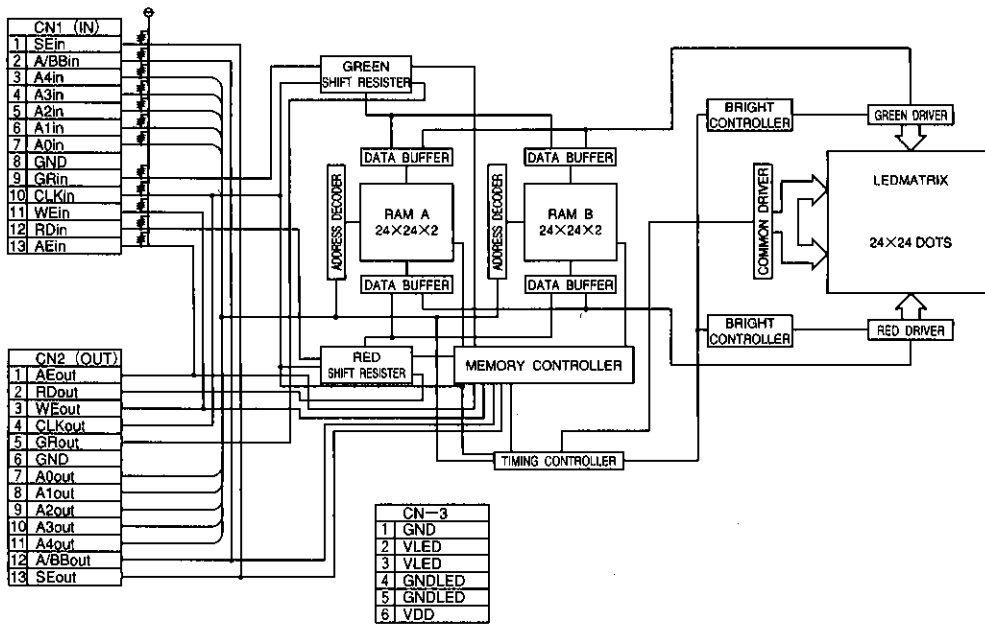 CN1 (IN)
1 SEin
2 A/BBin
3 A4in
4 A3in
5 A2in
6 A1in
7 A0in
8 GND
9 GRin
10 CLKin
11 WEin
12 RDin
13 AEin
CN2 (OUT)
1 AEout
2 RDout
3 WEout
4 CLKout
5 GRout
6 GND
7 A0out
8 A1out
9 A2out
10 A3out
11 A4out
12 A/BBout
13 SEout
GREEN
SHIFT RESISTER
DATA BUFFER
DATA BUFFER
ADDRESS DECODER
RAM A
24×24×2
ADDRESS DECODER
RAM B
24×24×2
DATA BUFFER
DATA BUFFER
RED
SHIFT RESISTER
MEMORY CONTROLLER
TIMING CONTROLLER
BRIGHT
CONTROLLER
GREEN DRIVER
COMMON DRIVER
LEDMATRIX
24×24 DOTS
BRIGHT
CONTROLLER
RED DRIVER
CN-3
1 GND
2 VLED
3 VLED
4 GNDLED
5 GNDLED
6 VDD